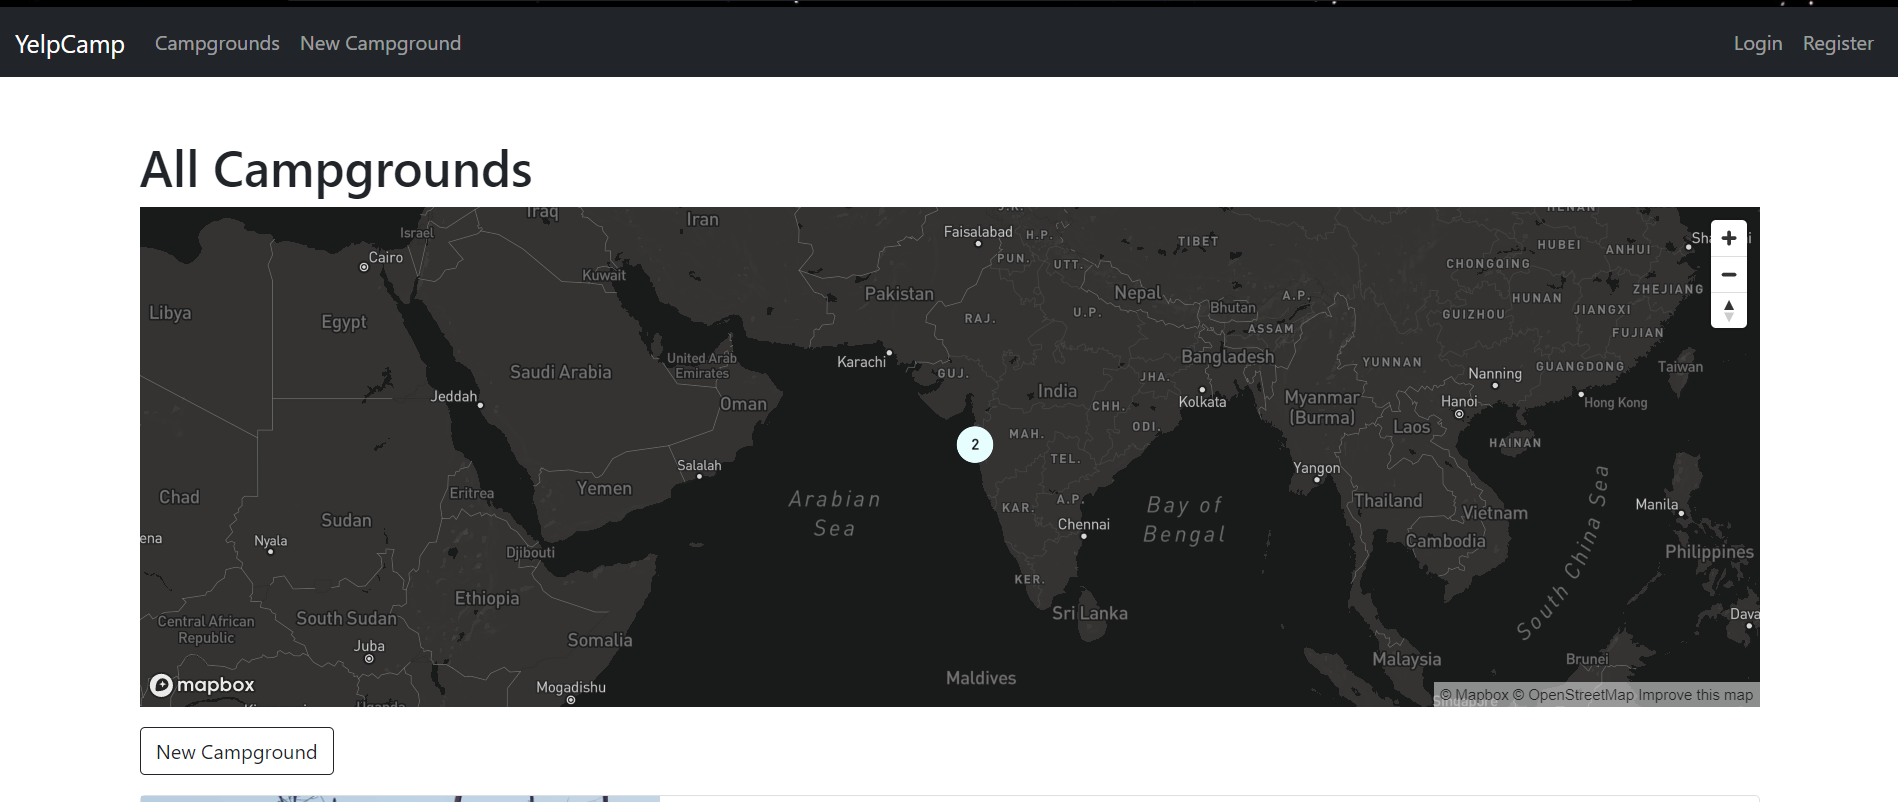 YelpCamp Campgrounds New Campground Login Register
All Campgrounds
Iraq Iran Faisalabad H.P. TIBET HUBEI ANHUI
Israel Cairo Kuwait PUN. UTT. CHONGQING
Libya Egypt Pakistan Nepal Bhutan A.P. HUNAN ZHEJIANG
RAJ. U.P. ASSAM GUIZHOU JIANGXI
FUJIAN
United Arab
Emirates
Karachi GUJ. Bangladesh YUNNAN GUANGDONG Taiwan
Saudi Arabia JHA. Nanning
Jeddah Oman India CHH. Kolkata Myanmar
(Burma)
Hanoi Hong Kong
2 MAH. ODI. Laos HAINAN
TEL.
Salalah Yangon
Chad Eritrea Yemen Arabian
Sea
KAR. A.P. Bay of
Bengal
Thailand Vietnam South China Sea Manila
Sudan Chennai
Nyala Djibouti Cambodia Philippines
KER.
Ethiopia Sri Lanka
Central African
Republic
South Sudan Somalia
Juba Malaysia Brunei
Maldives
mapbox Mogadishu
© Mapbox © OpenStreetMap Improve this map
New Campground